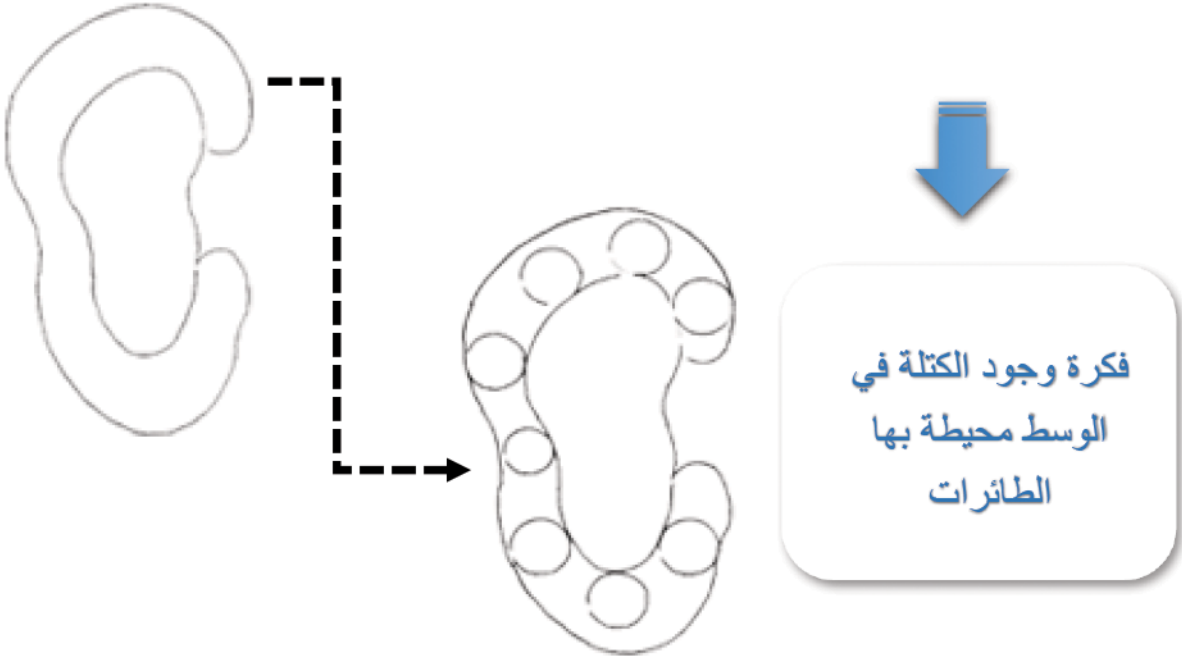 فكرة وجود الكتلة في
الوسط محيطة بها
الطائرات